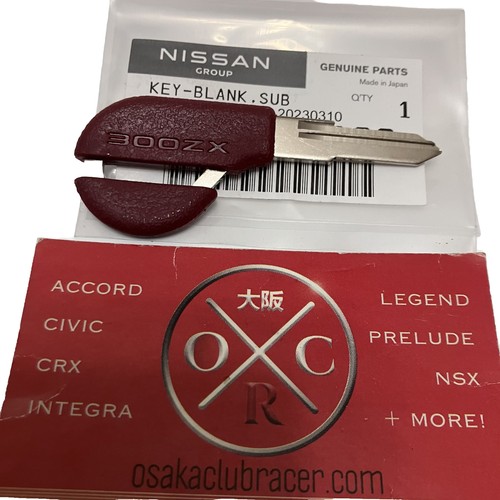 NISSAN
GROUP
GENUINE PARTS
Made in Japan
KEY-BLANK,SUB
Q'TY 1
20230310
300ZX
ACCORD
CIVIC
CRX
INTEGRA
大阪
O C
R
LEGEND
PRELUDE
NSX
+ MORE!
osakaclubracer.com